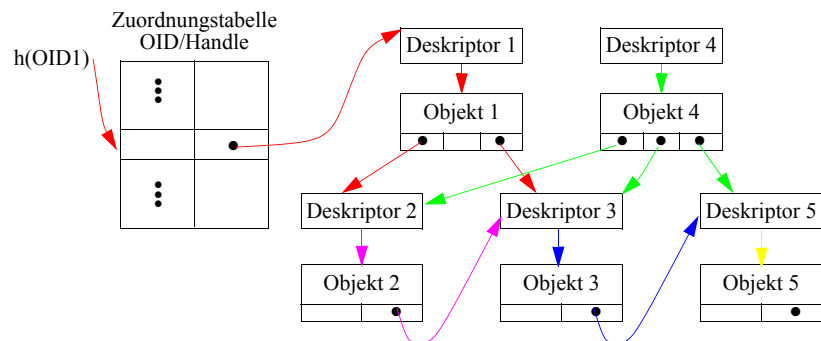 Zuordnungstabelle
OID/Handle
h(OID1)
Deskriptor 1
Deskriptor 4
Objekt 1
Objekt 4
Deskriptor 2
Deskriptor 3
Deskriptor 5
Objekt 2
Objekt 3
Objekt 5